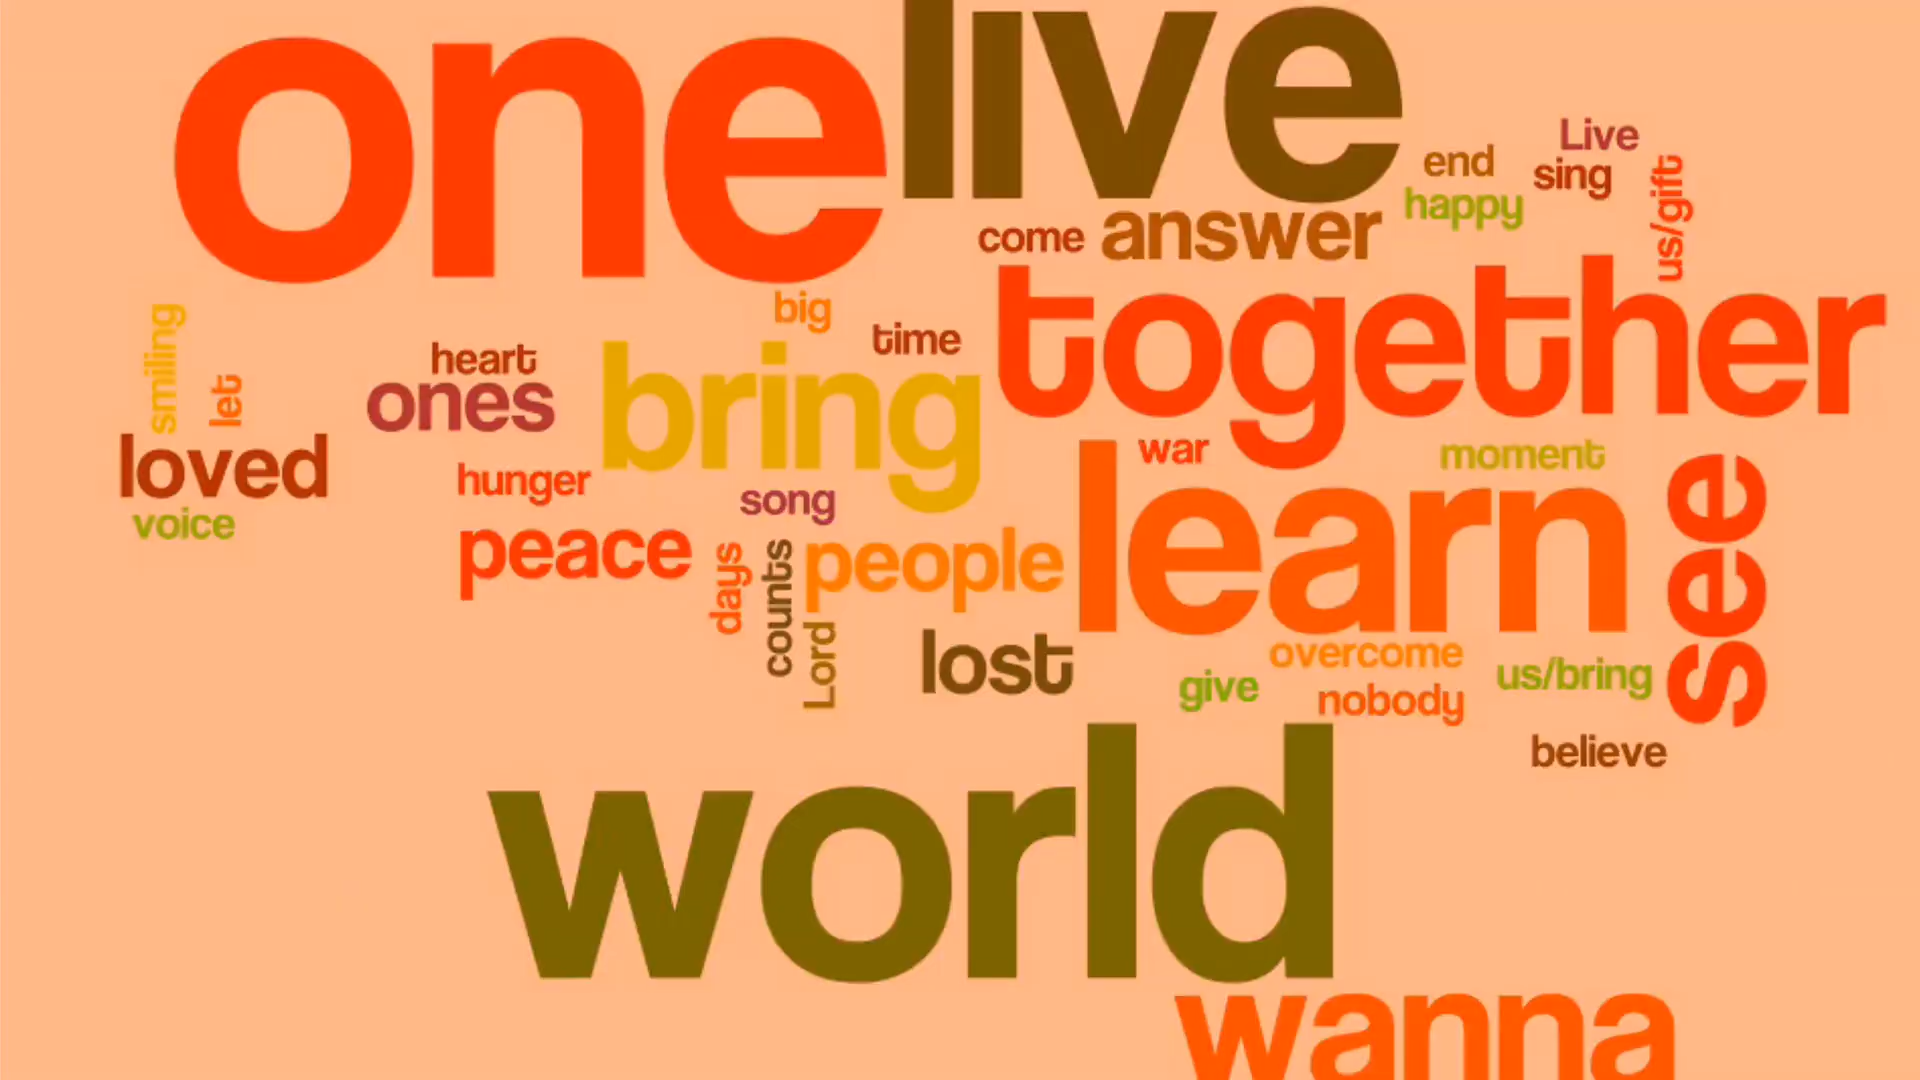 one
live
Live
end
sing
happy
us/gift
come
answer
together
big
time
smiling
let
heart
ones
bring
loved
voice
hunger
war
moment
song
learn
see
peace
people
days
counts
Lord
lost
overcome
give
nobody
us/bring
believe
world
wanna